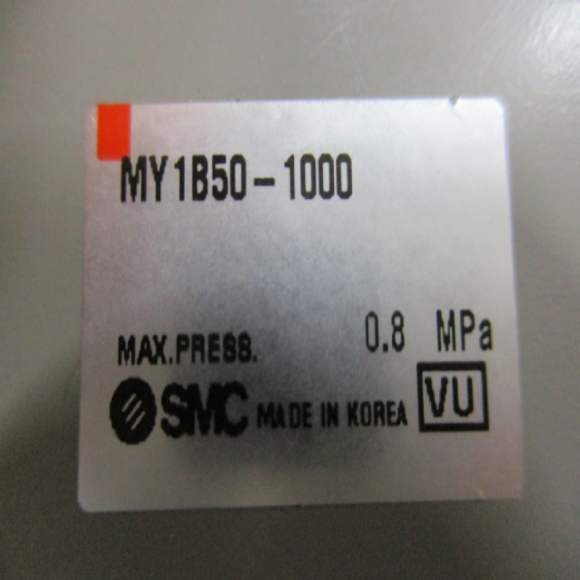 MY1B50-1000
MAX.PRESS. 0.8 MPa
SMC MADE IN KOREA VU